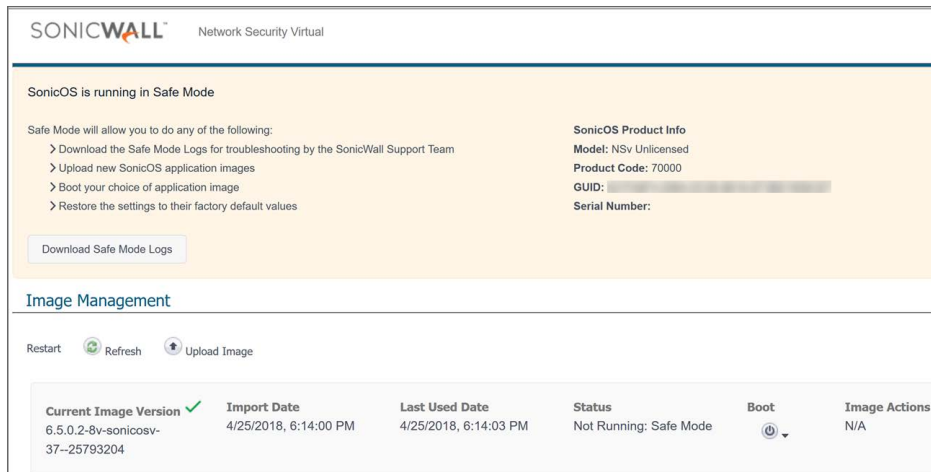 SONICWALL Network Security Virtual
SonicOS is running in Safe Mode
Safe Mode will allow you to do any of the following:
Download the Safe Mode Logs for troubleshooting by the SonicWall Support Team
Upload new SonicOS application images
Boot your choice of application image
Restore the settings to their factory default values
Download Safe Mode Logs
SonicOS Product Info
Model: NSv Unlicensed
Product Code: 70000
GUID:
Serial Number:
Image Management
Restart Refresh Upload Image
Current Image Version
6.5.0.2-8v-sonicosv-
37--25793204
Import Date
4/25/2018, 6:14:00 PM
Last Used Date
4/25/2018, 6:14:03 PM
Status
Not Running: Safe Mode
Boot
Image Actions
N/A